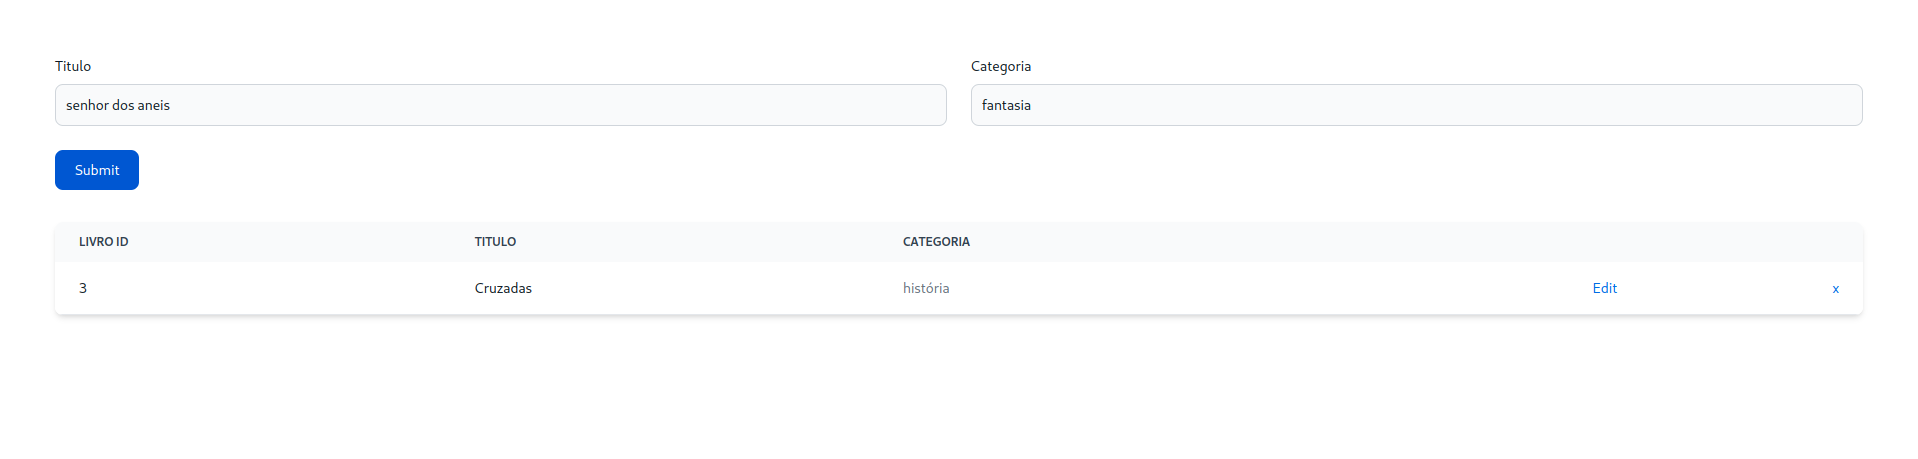 Titulo Categoria
senhor dos aneis fantasia
Submit
LIVRO ID TITULO CATEGORIA
3 Cruzadas história Edit x